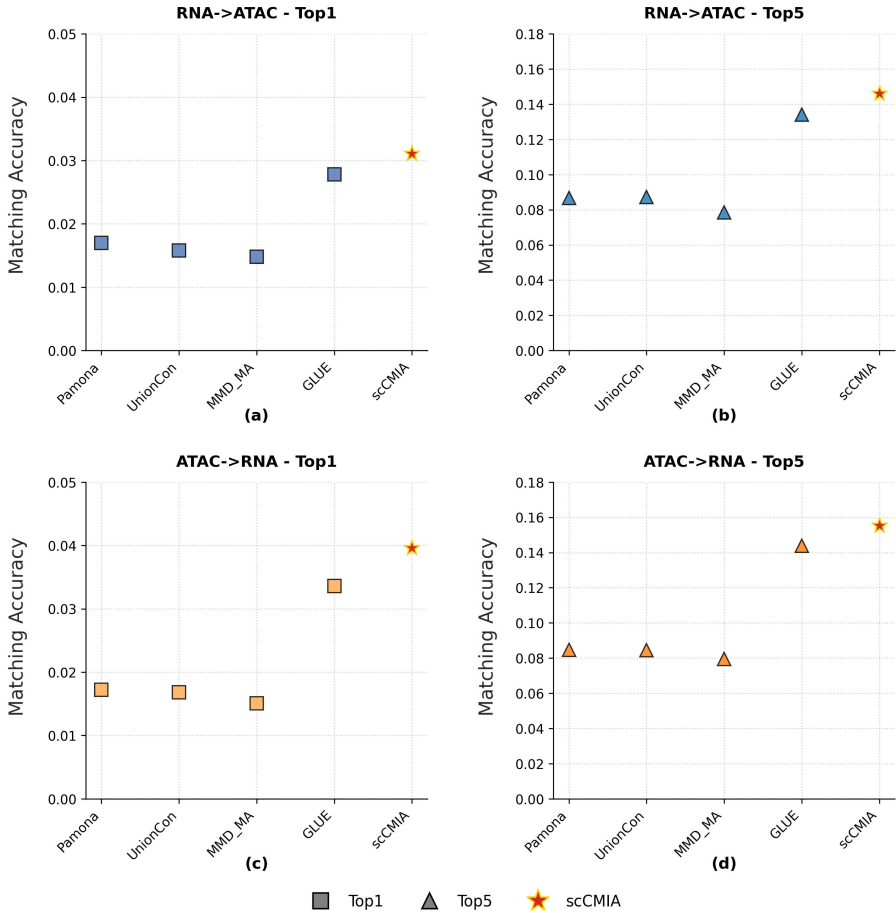 RNA->ATAC - Top1
Matching Accuracy
0.05
0.04
0.03
0.02
0.01
0.00
Pamona
UnionCon
MMD_MA
GLUE
scCMIA
(a)
RNA->ATAC - Top5
Matching Accuracy
0.18
0.16
0.14
0.12
0.10
0.08
0.06
0.04
0.02
0.00
Pamona
UnionCon
MMD_MA
GLUE
scCMIA
(b)
ATAC->RNA - Top1
Matching Accuracy
0.05
0.04
0.03
0.02
0.01
0.00
Pamona
UnionCon
MMD_MA
GLUE
scCMIA
(c)
ATAC->RNA - Top5
Matching Accuracy
0.18
0.16
0.14
0.12
0.10
0.08
0.06
0.04
0.02
0.00
Pamona
UnionCon
MMD_MA
GLUE
scCMIA
(d)
Top1
Top5
scCMIA